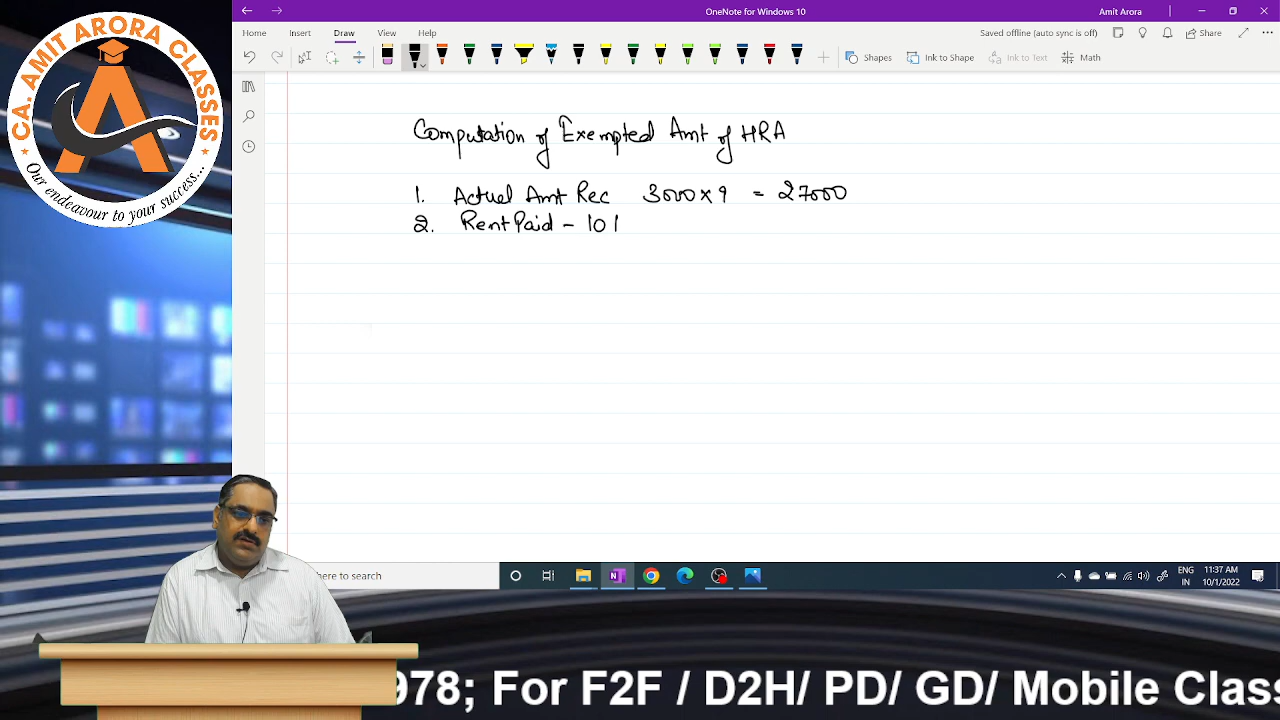 OneNote for Windows 10
Amit Arora
Home Insert Draw View Help
Saved offline (auto sync is off)
Share
Shapes
Ink to Shape
Ink to Text
Math
CA. AMIT ARORA CLASSES
Our endeavour to your success...
Computation of Exempted Amt of HRA
1. Actual Amt Rec 3000 x 9 = 27000
2. Rent Paid - 101
here to search
ENG
IN
11:37 AM
10/1/2022
978; For F2F / D2H/ PD/ GD/ Mobile Class